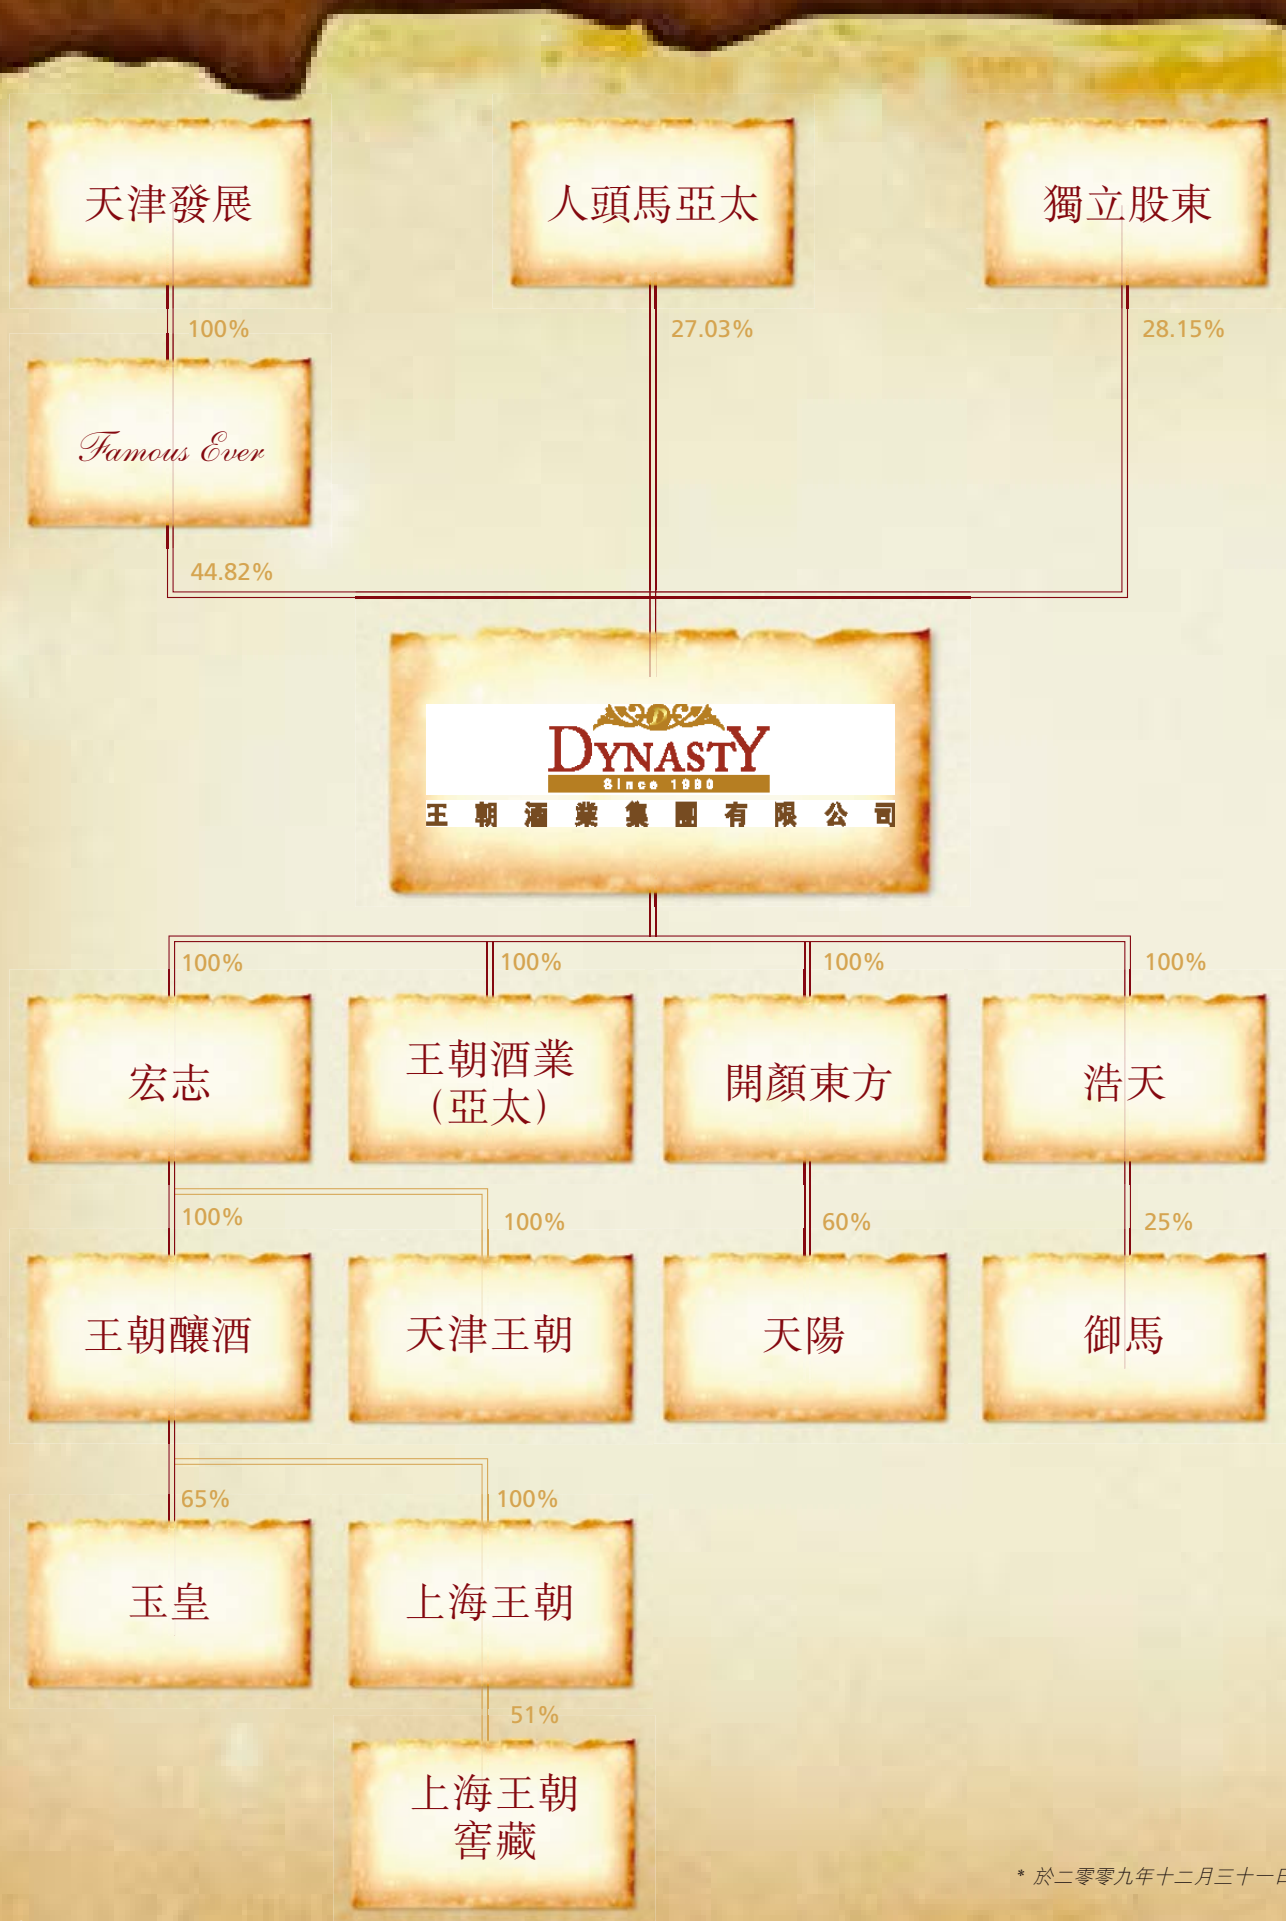 天津發展
人頭馬亞太
獨立股東
100%
27.03%
28.15%
Famous Ever
44.82%
D
DYNASTY
Since 1980
王朝酒業集團有限公司
100%
100%
100%
100%
宏志
王朝酒業
（亞太）
開顏東方
浩天
100%
100%
60%
25%
王朝釀酒
天津王朝
天陽
御馬
65%
100%
玉皇
上海王朝
51%
上海王朝
窖藏
* 於二零零九年十二月三十一日